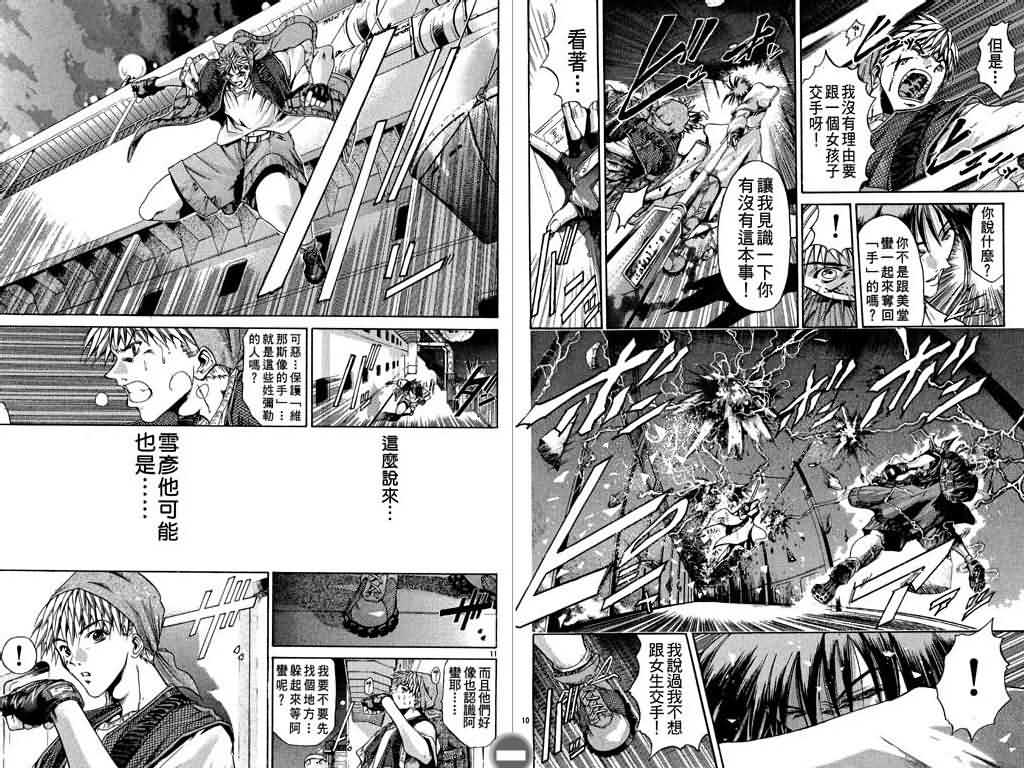 但是…
我沒有理由要
跟一個女孩子
交手呀！
看著…
讓我見識一下你
有沒有這本事！
你說什麼？
你不是跟美堂
蠻一起來奪回
「手」的嗎？
！
我說過我不想
跟女生交手！
10
可惡…保護「維
那斯像的手」…
就是這些姓彌勒
的人嗎？
這麼說來…
雪彥他可能
也是……
11
而且他們好
像也認識阿
蠻耶…
我要不要先
找個地方…
躲起來等阿
蠻呢？
！